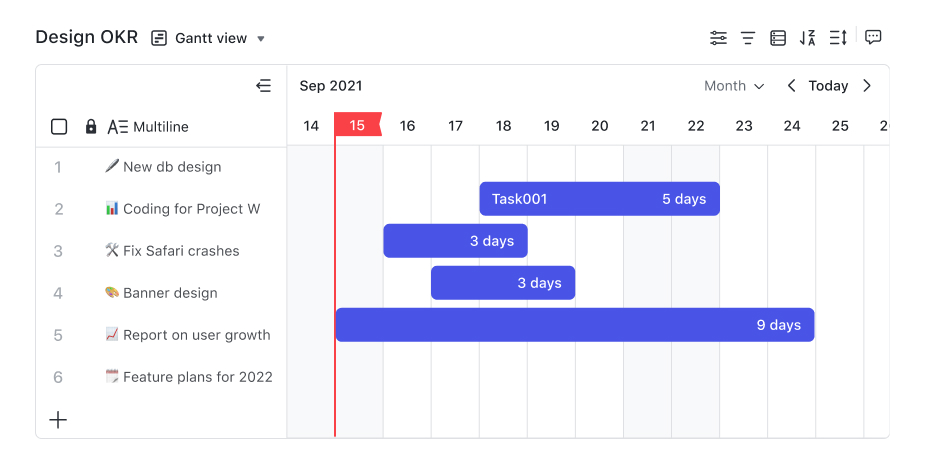 Design OKR Gantt view
Sep 2021 Month Today
Multiline 14 15 16 17 18 19 20 21 22 23 24 25
1 New db design
Task001 5 days
2 Coding for Project W
3 Fix Safari crashes 3 days
4 Banner design 3 days
5 Report on user growth 9 days
6 Feature plans for 2022